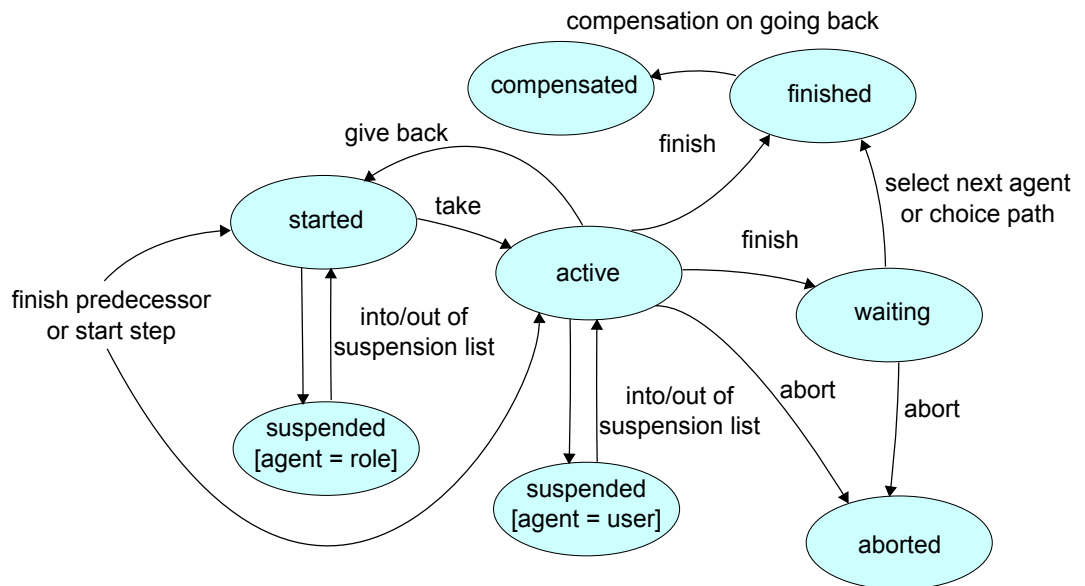 compensation on going back
compensated
finished
give back
finish
select next agent
or choice path
started
take
finish
active
finish predecessor
or start step
into/out of
suspension list
waiting
into/out of
suspension list
abort
abort
suspended
[agent = role]
suspended
[agent = user]
aborted